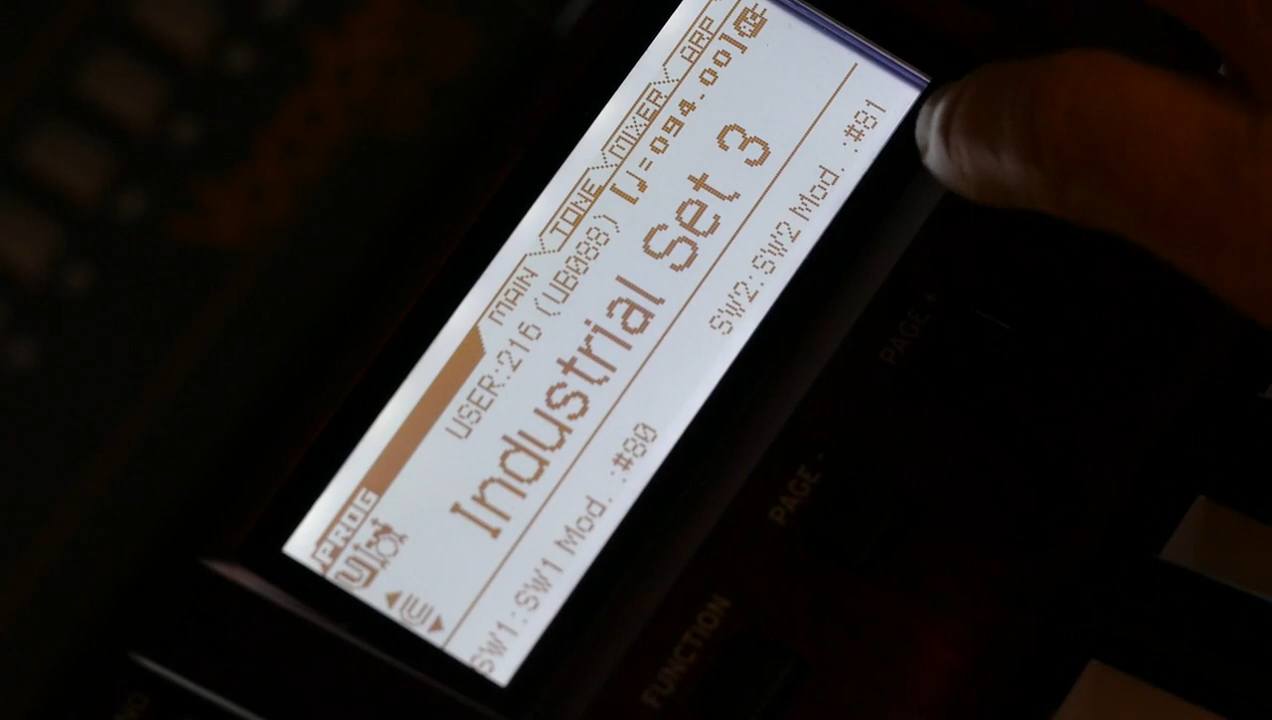 PROG MAIN TONE MIXER ARP
USER:216 (UB088) [♩=094.00]
Industrial Set 3
SW1:SW1 Mod. :#80 SW2:SW2 Mod. :#81
FUNCTION PAGE - PAGE +